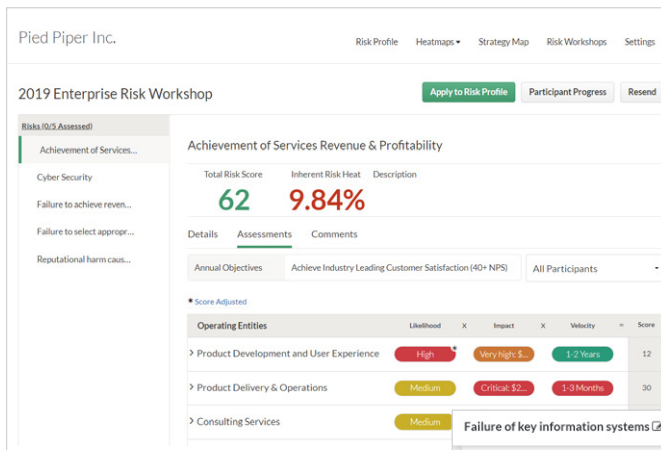 Pied Piper Inc.
Risk Profile Heatmaps Strategy Map Risk Workshops Settings
2019 Enterprise Risk Workshop
Apply to Risk Profile Participant Progress Resend
Risks (0/5 Assessed)
Achievement of Services...
Cyber Security
Failure to achieve reven...
Failure to select appropr...
Reputational harm caus...
Achievement of Services Revenue & Profitability
Total Risk Score Inherent Risk Heat Description
62 9.84%
Details Assessments Comments
Annual Objectives Achieve Industry Leading Customer Satisfaction (40+ NPS) All Participants
* Score Adjusted
Operating Entities Likelihood X Impact X Velocity = Score
> Product Development and User Experience High * Very high: $... 1-2 Years 12
> Product Delivery & Operations Medium Critical: $2... 1-3 Months 30
> Consulting Services Medium
Failure of key information systems